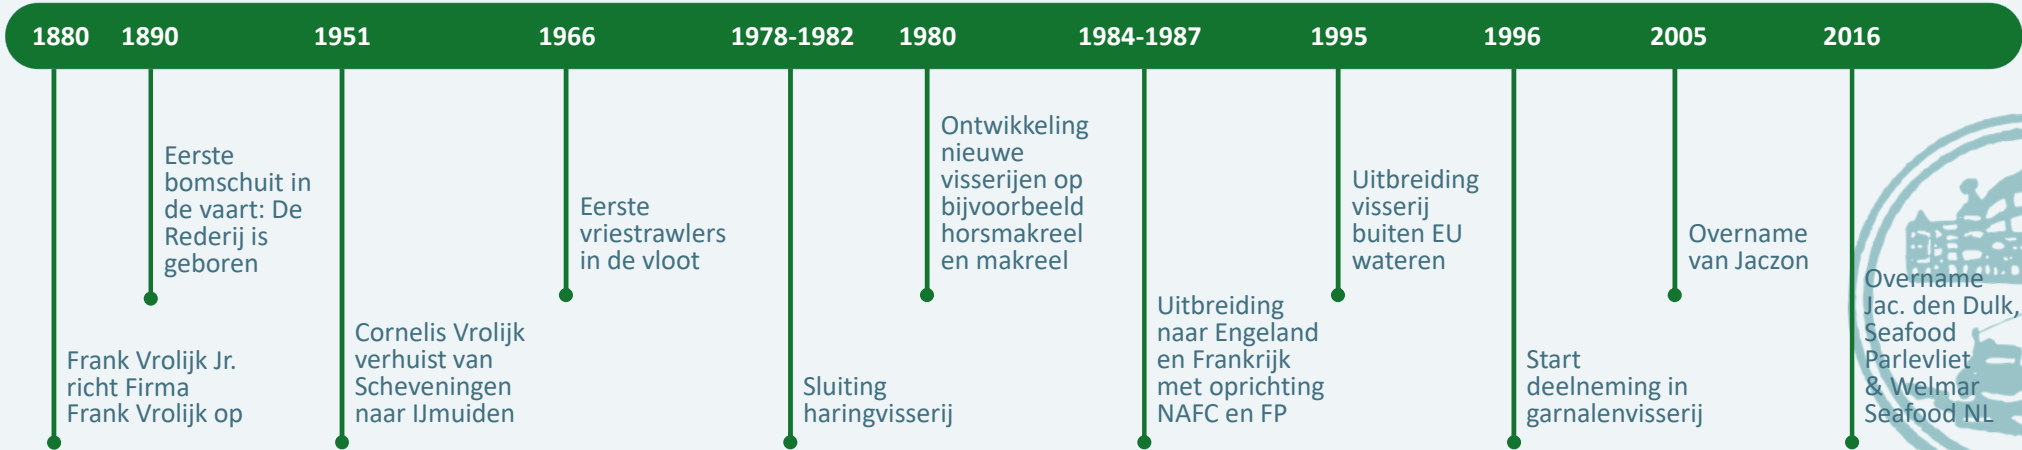 1880 1890 1951 1966 1978-1982 1980 1984-1987 1995 1996 2005 2016
Frank Vrolijk Jr.
richt Firma
Frank Vrolijk op
Eerste
bomschuit in
de vaart: De
Rederij is
geboren
Cornelis Vrolijk
verhuist van
Scheveningen
naar IJmuiden
Eerste
vriestrawlers
in de vloot
Sluiting
haringvisserij
Ontwikkeling
nieuwe
visserijen op
bijvoorbeeld
horsmakreel
en makreel
Uitbreiding
naar Engeland
en Frankrijk
met oprichting
NAFC en FP
Uitbreiding
visserij
buiten EU
wateren
Start
deelneming in
garnalenvisserij
Overname
van Jaczon
Overname
Jac. den Dulk,
Seafood
Parlevliet
& Welmar
Seafood NL